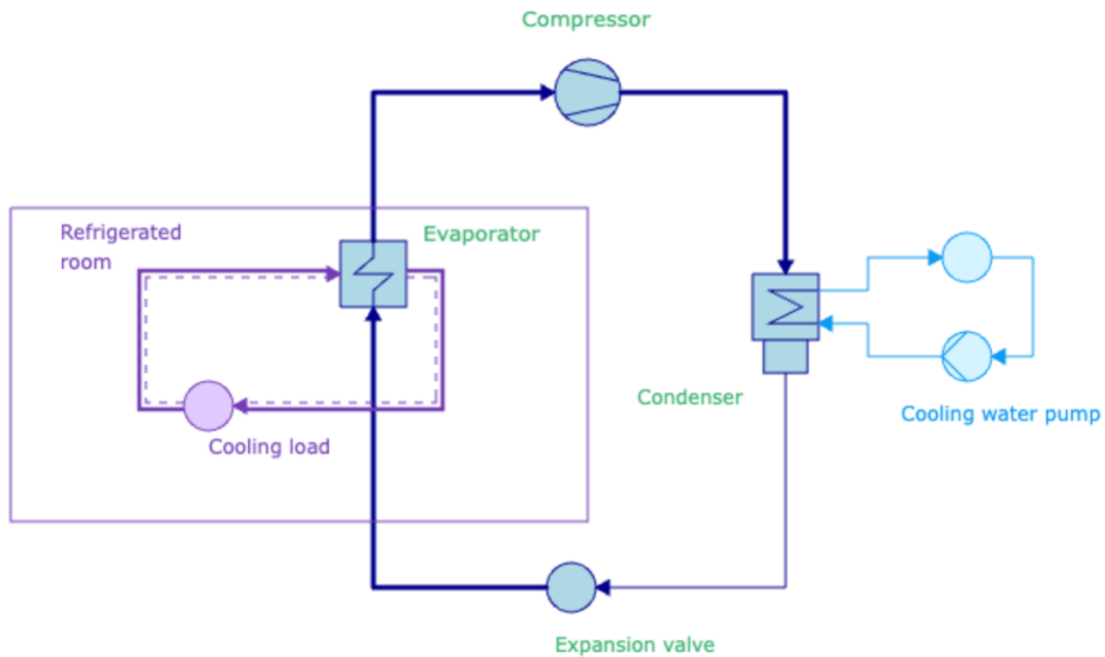 Compressor
Refrigerated
room
Evaporator
Condenser
Cooling water pump
Cooling load
Expansion valve